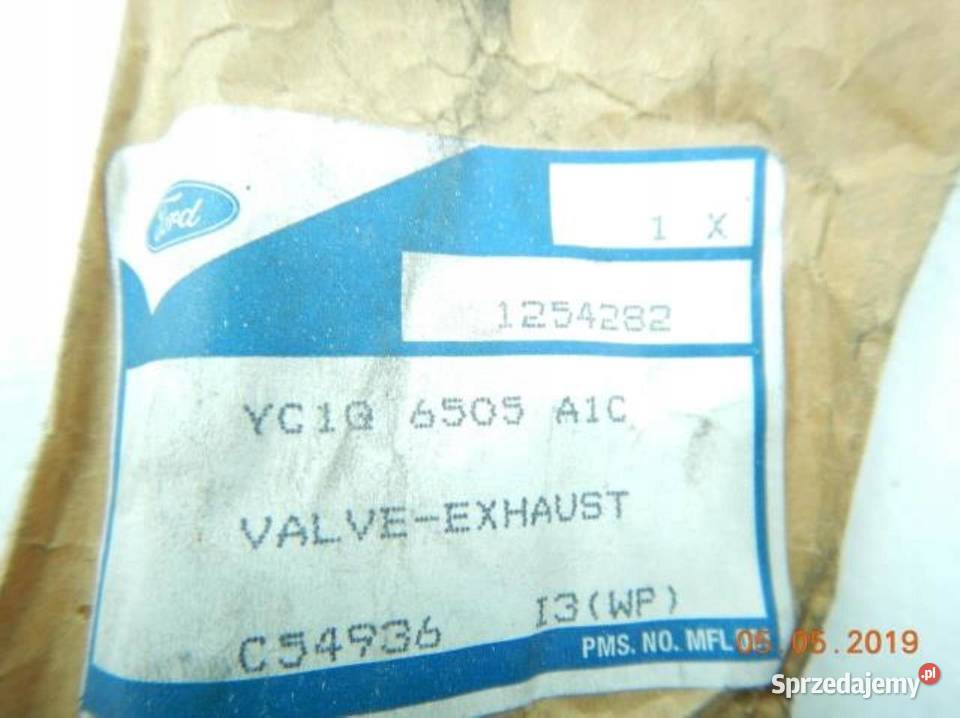 Ford
1 X
1254282
YC1Q 6505 A1C
VALVE-EXHAUST
C54936 I3(WP)
PMS. NO. MFL
05.05.2019
Sprzedajemy.pl